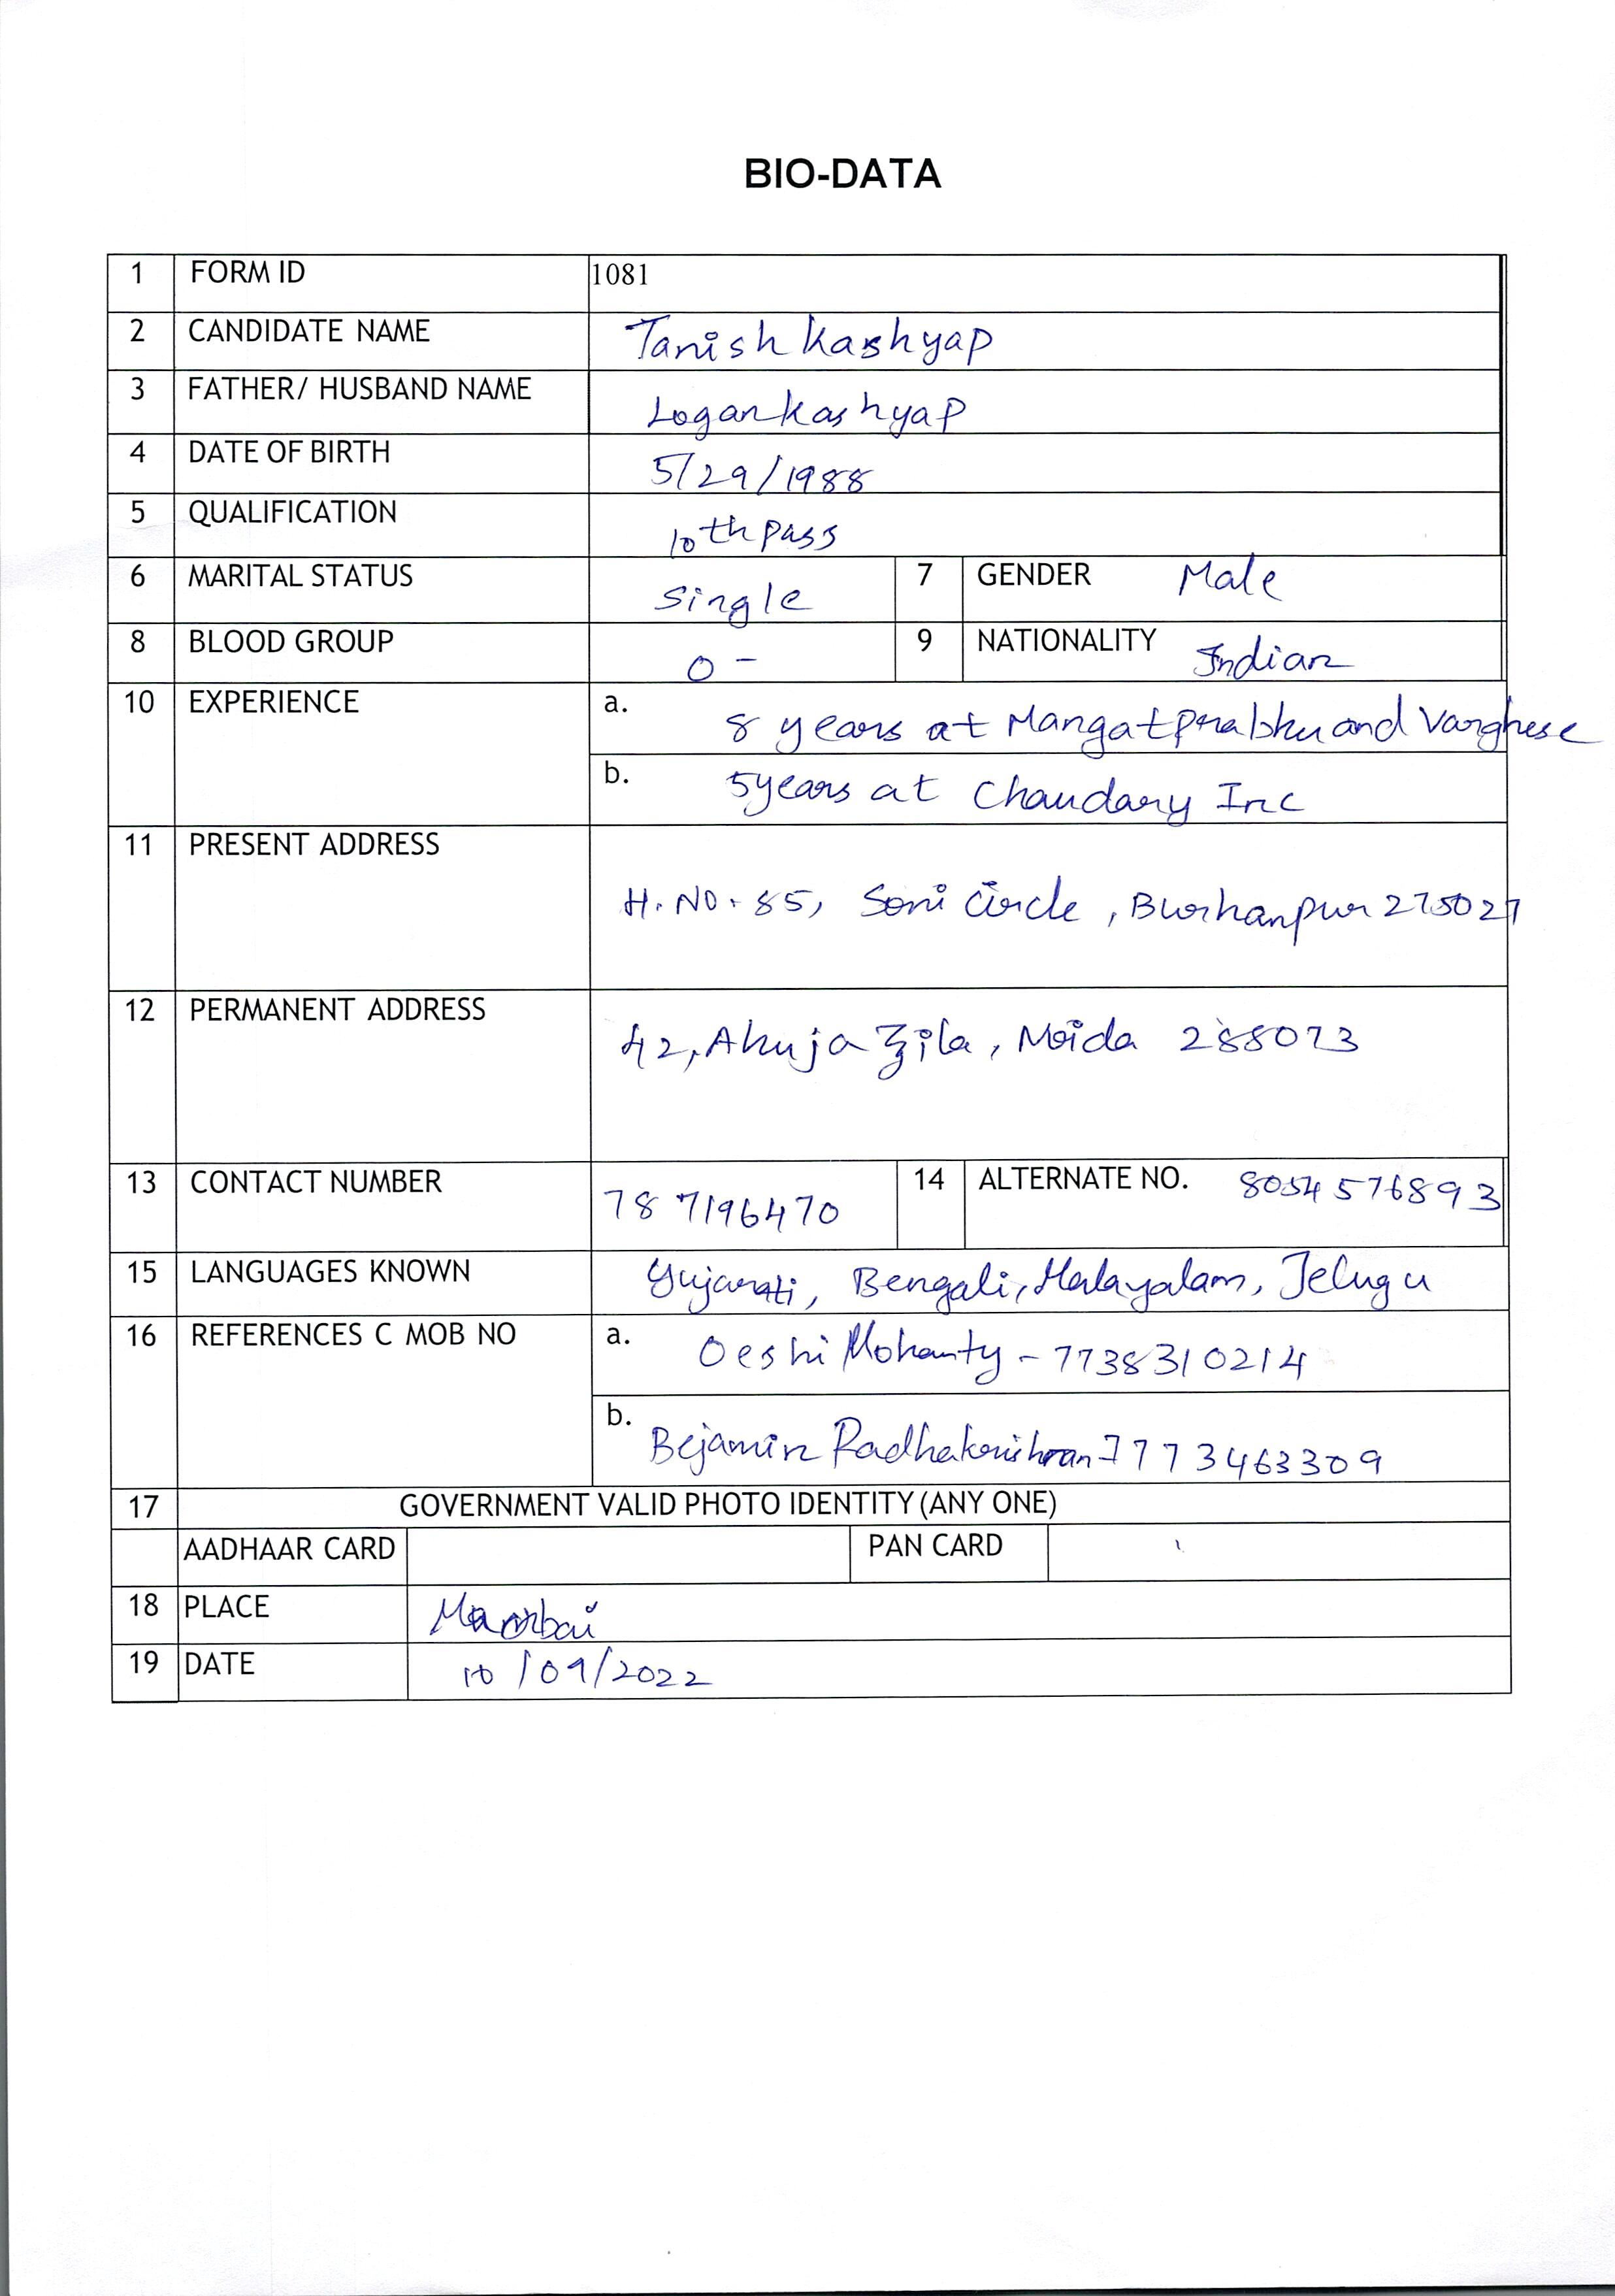 BIO-DATA
1 FORM ID 1081
2 CANDIDATE NAME Tanish Kashyap
3 FATHER/ HUSBAND NAME Logan Kashyap
4 DATE OF BIRTH 5/29/1988
5 QUALIFICATION 10th pass
6 MARITAL STATUS Single 7 GENDER Male
8 BLOOD GROUP O - 9 NATIONALITY Indian
10 EXPERIENCE a. 8 years at Mangat Prabhu and Varghese
b. 5 years at Chaudary Inc
11 PRESENT ADDRESS
H. NO. 85, Soni Circle, Burhanpur 275027
12 PERMANENT ADDRESS
42, Ahuja Zila, Noida 288073
13 CONTACT NUMBER 787196470 14 ALTERNATE NO. 8054576893
15 LANGUAGES KNOWN Gujarati, Bengali, Malayalam, Telugu
16 REFERENCES C MOB NO a. Oeshi Mohanty - 7738310214
b. Bejamin Radhakrishnan - 7773463309
17 GOVERNMENT VALID PHOTO IDENTITY (ANY ONE)
AADHAAR CARD PAN CARD
18 PLACE Mumbai
19 DATE 10/09/2022